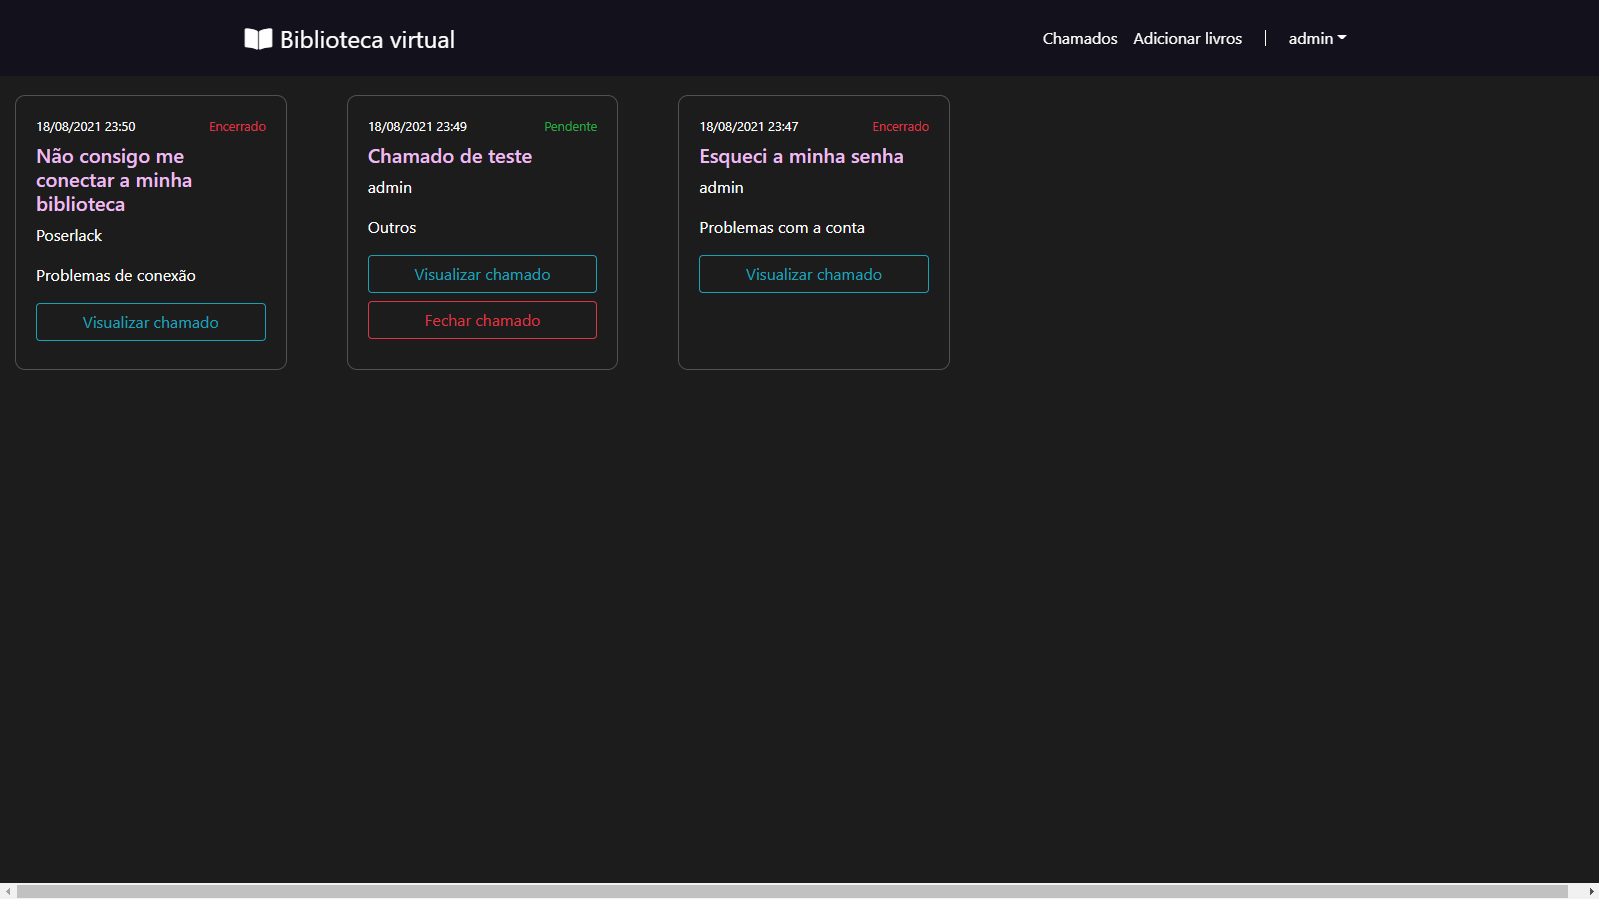 Biblioteca virtual
Chamados Adicionar livros | admin
18/08/2021 23:50 Encerrado
Não consigo me
conectar a minha
biblioteca
Poserlack
Problemas de conexão
Visualizar chamado
18/08/2021 23:49 Pendente
Chamado de teste
admin
Outros
Visualizar chamado
Fechar chamado
18/08/2021 23:47 Encerrado
Esqueci a minha senha
admin
Problemas com a conta
Visualizar chamado